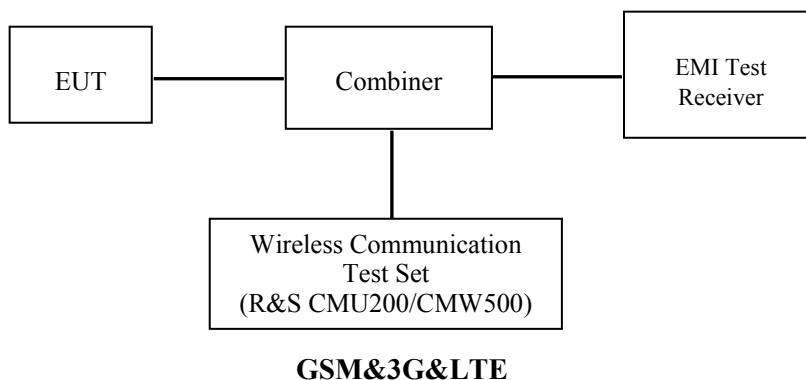 EUT
Combiner
EMI Test
Receiver
Wireless Communication
Test Set
(R&S CMU200/CMW500)
GSM&3G&LTE